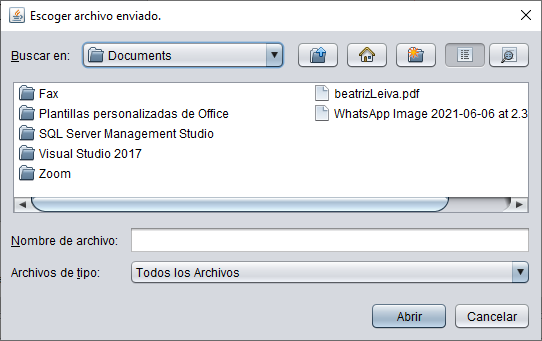 Escoger archivo enviado.
Buscar en: Documents
Fax
Plantillas personalizadas de Office
SQL Server Management Studio
Visual Studio 2017
Zoom
beatrizLeiva.pdf
WhatsApp Image 2021-06-06 at 2.3
Nombre de archivo:
Archivos de tipo: Todos los Archivos
Abrir Cancelar